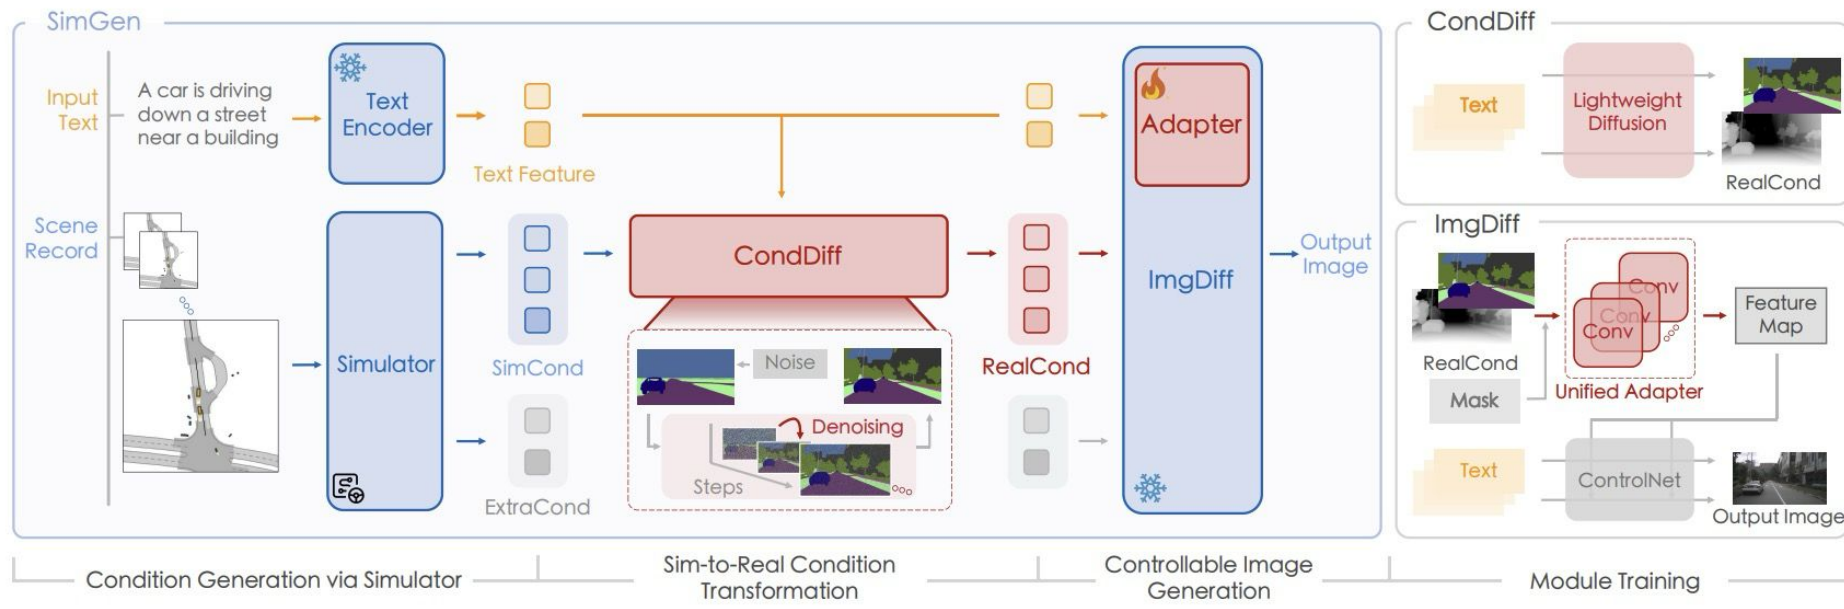 SimGen
Input
Text
A car is driving
down a street
near a building
Text
Encoder
Text Feature
Adapter
Scene
Record
Simulator
SimCond
ExtraCond
CondDiff
Noise
Denoising
Steps
RealCond
ImgDiff
Output
Image
CondDiff
Text
Lightweight
Diffusion
RealCond
ImgDiff
RealCond
Mask
Conv
Conv
Conv
Unified Adapter
Feature
Map
Text
ControlNet
Output Image
Condition Generation via Simulator
Sim-to-Real Condition
Transformation
Controllable Image
Generation
Module Training